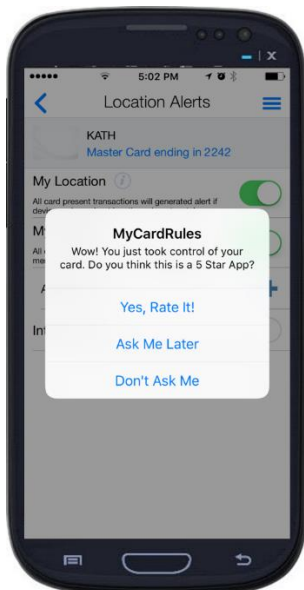 5:02 PM
Location Alerts
KATH
Master Card ending in 2242
My Location
All card present transactions will generated alert if
MyCardRules
Wow! You just took control of your
card. Do you think this is a 5 Star App?
Yes, Rate It!
Ask Me Later
Don't Ask Me